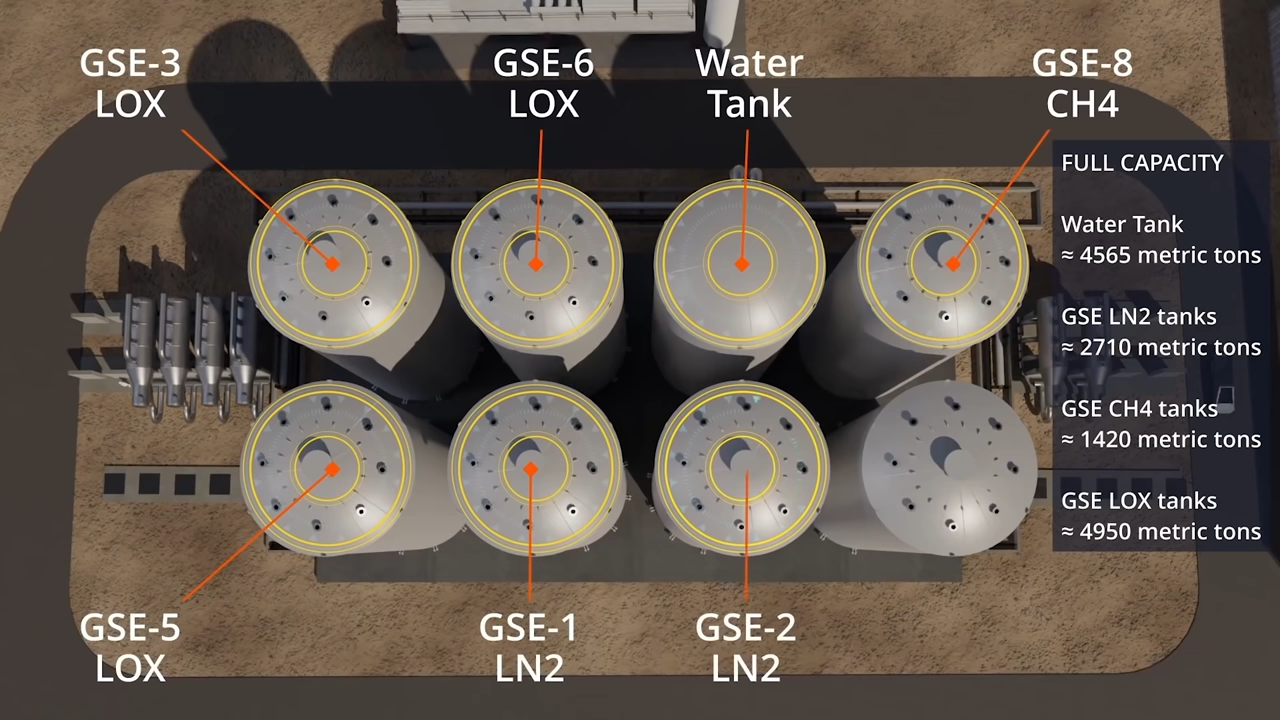 GSE-3
LOX
GSE-6
LOX
Water
Tank
GSE-8
CH4
FULL CAPACITY
Water Tank
≈ 4565 metric tons
GSE LN2 tanks
≈ 2710 metric tons
GSE CH4 tanks
≈ 1420 metric tons
GSE LOX tanks
≈ 4950 metric tons
GSE-5
LOX
GSE-1
LN2
GSE-2
LN2